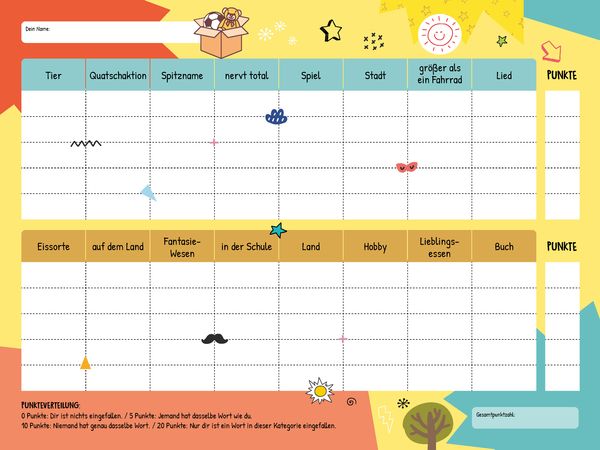 Dein Name:
Tier
Quatschaktion
Spitzname
nervt total
Spiel
Stadt
größer als
ein Fahrrad
Lied
PUNKTE
Eissorte
auf dem Land
Fantasie-
Wesen
in der Schule
Land
Hobby
Lieblings-
essen
Buch
PUNKTE
PUNKTEVERTEILUNG:
0 Punkte: Dir ist nichts eingefallen. / 5 Punkte: Jemand hat dasselbe Wort wie du.
10 Punkte: Niemand hat genau dasselbe Wort. / 20 Punkte: Nur dir ist ein Wort in dieser Kategorie eingefallen.
Gesamtpunktzahl: